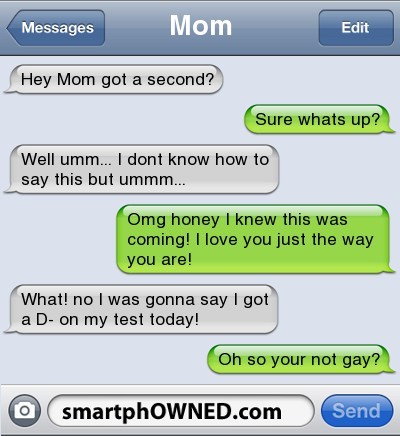 Messages
Mom
Edit
Hey Mom got a second?
Sure whats up?
Well umm... I dont know how to
say this but ummm...
Omg honey I knew this was
coming! I love you just the way
you are!
What! no I was gonna say I got
a D- on my test today!
Oh so your not gay?
smartphOWNED.com
Send